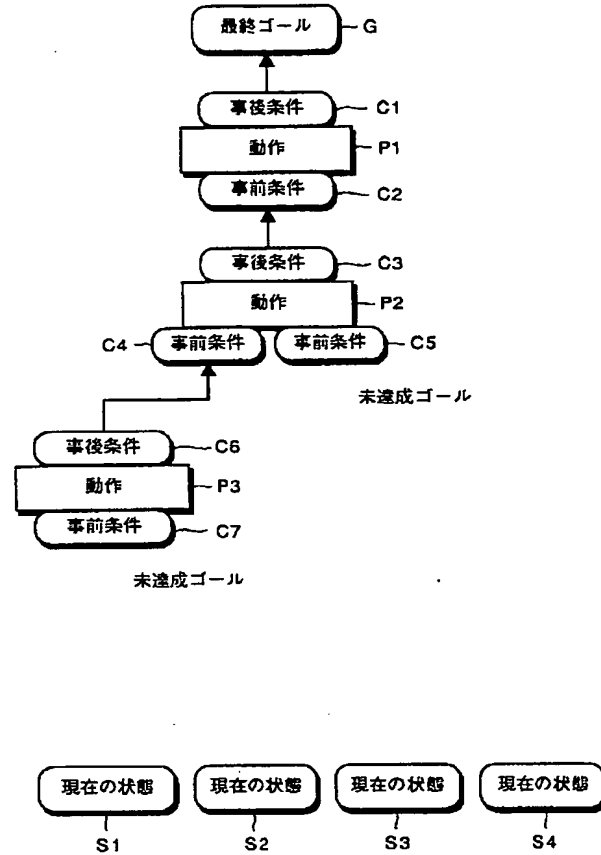 最終ゴール G
事後条件 C1
動作 P1
事前条件 C2
事後条件 C3
動作 P2
C4 事前条件 事前条件 C5
未達成ゴール
事後条件 C6
動作 P3
事前条件 C7
未達成ゴール
現在の状態 現在の状態 現在の状態 現在の状態
S1 S2 S3 S4